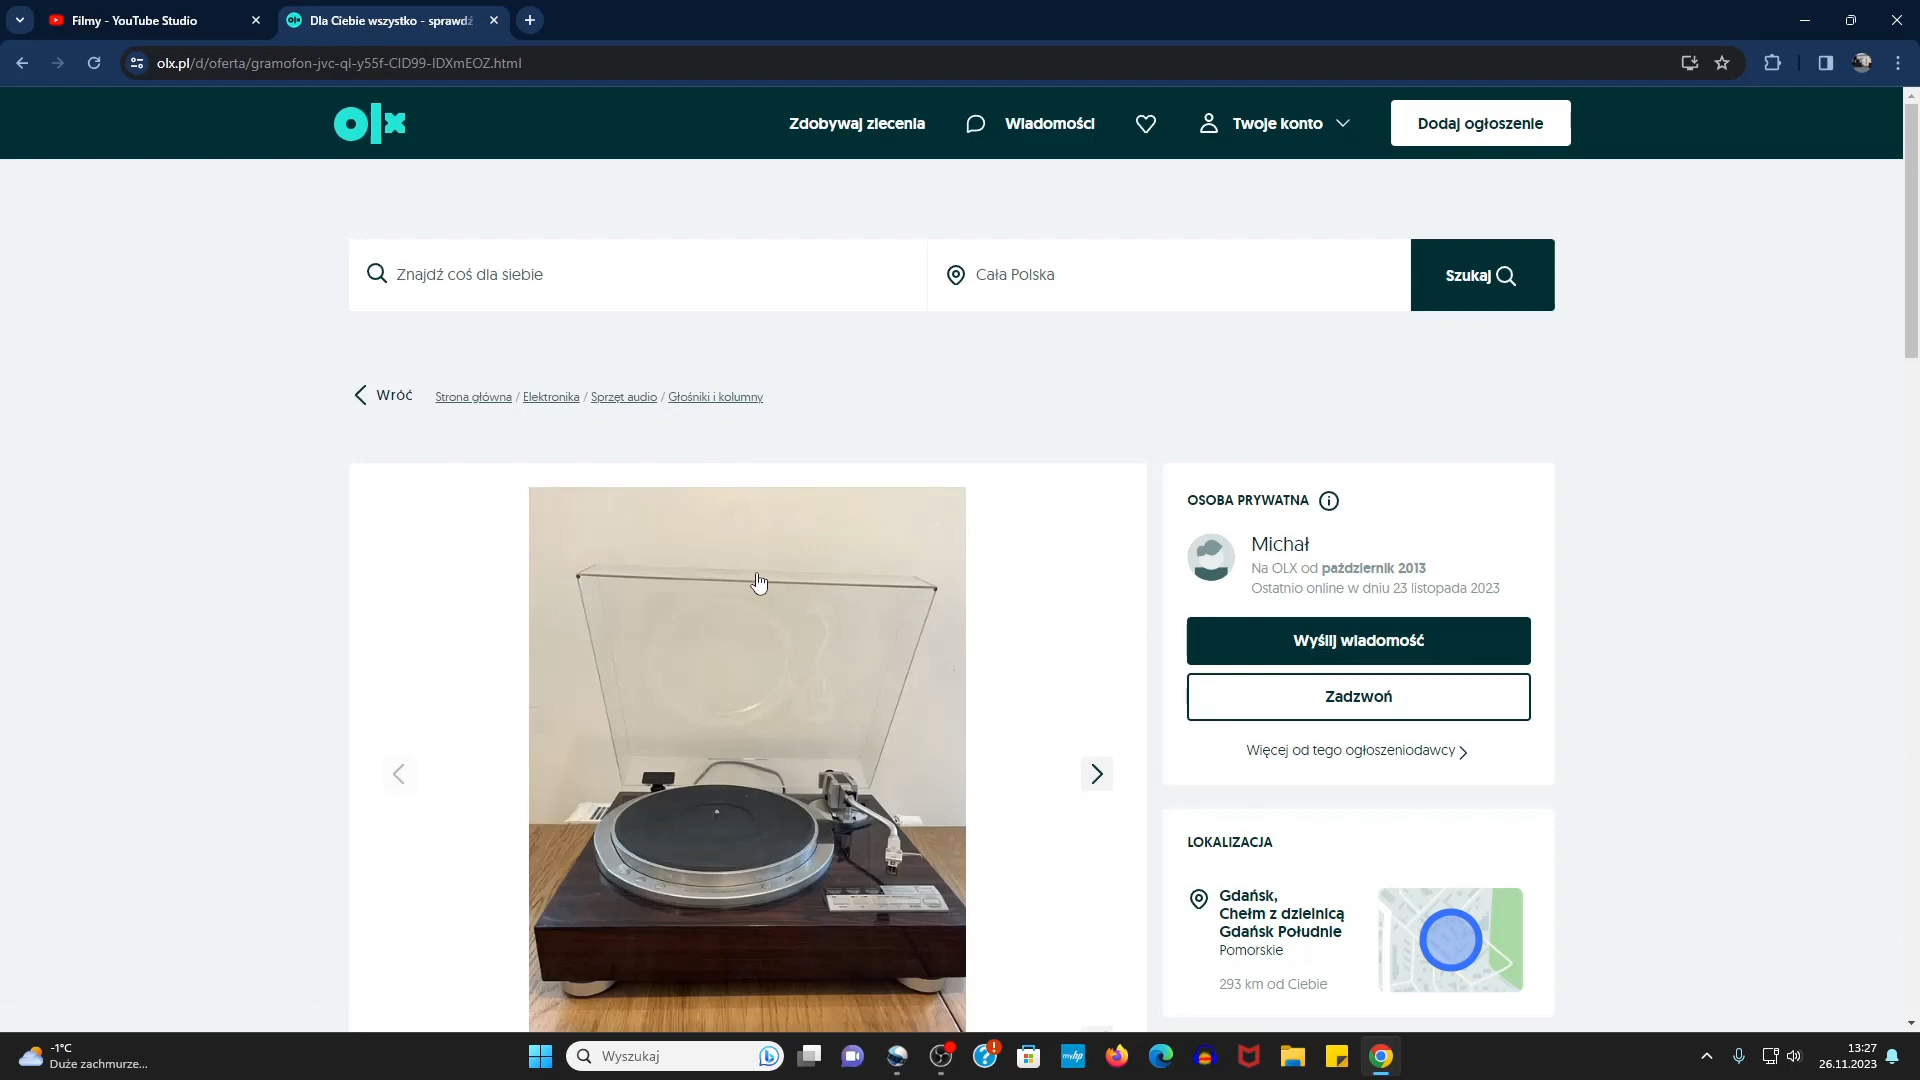 Filmy - YouTube Studio
Dla Ciebie wszystko - sprawdź
olx.pl/d/oferta/gramofon-jvc-ql-y55f-CID99-IDXmEOZ.html
olx
Zdobywaj zlecenia
Wiadomości
Twoje konto
Dodaj ogłoszenie
Znajdź coś dla siebie
Cała Polska
Szukaj
Wróć
Strona główna / Elektronika / Sprzęt audio / Głośniki i kolumny
OSOBA PRYWATNA
Michał
Na OLX od październik 2013
Ostatnio online w dniu 23 listopada 2023
Wyślij wiadomość
Zadzwoń
Więcej od tego ogłoszeniodawcy
LOKALIZACJA
Gdańsk,
Chełm z dzielnicą
Gdańsk Południe
Pomorskie
293 km od Ciebie
-1°C
Duże zachmurze...
Wyszukaj
myhp
13:27
26.11.2023